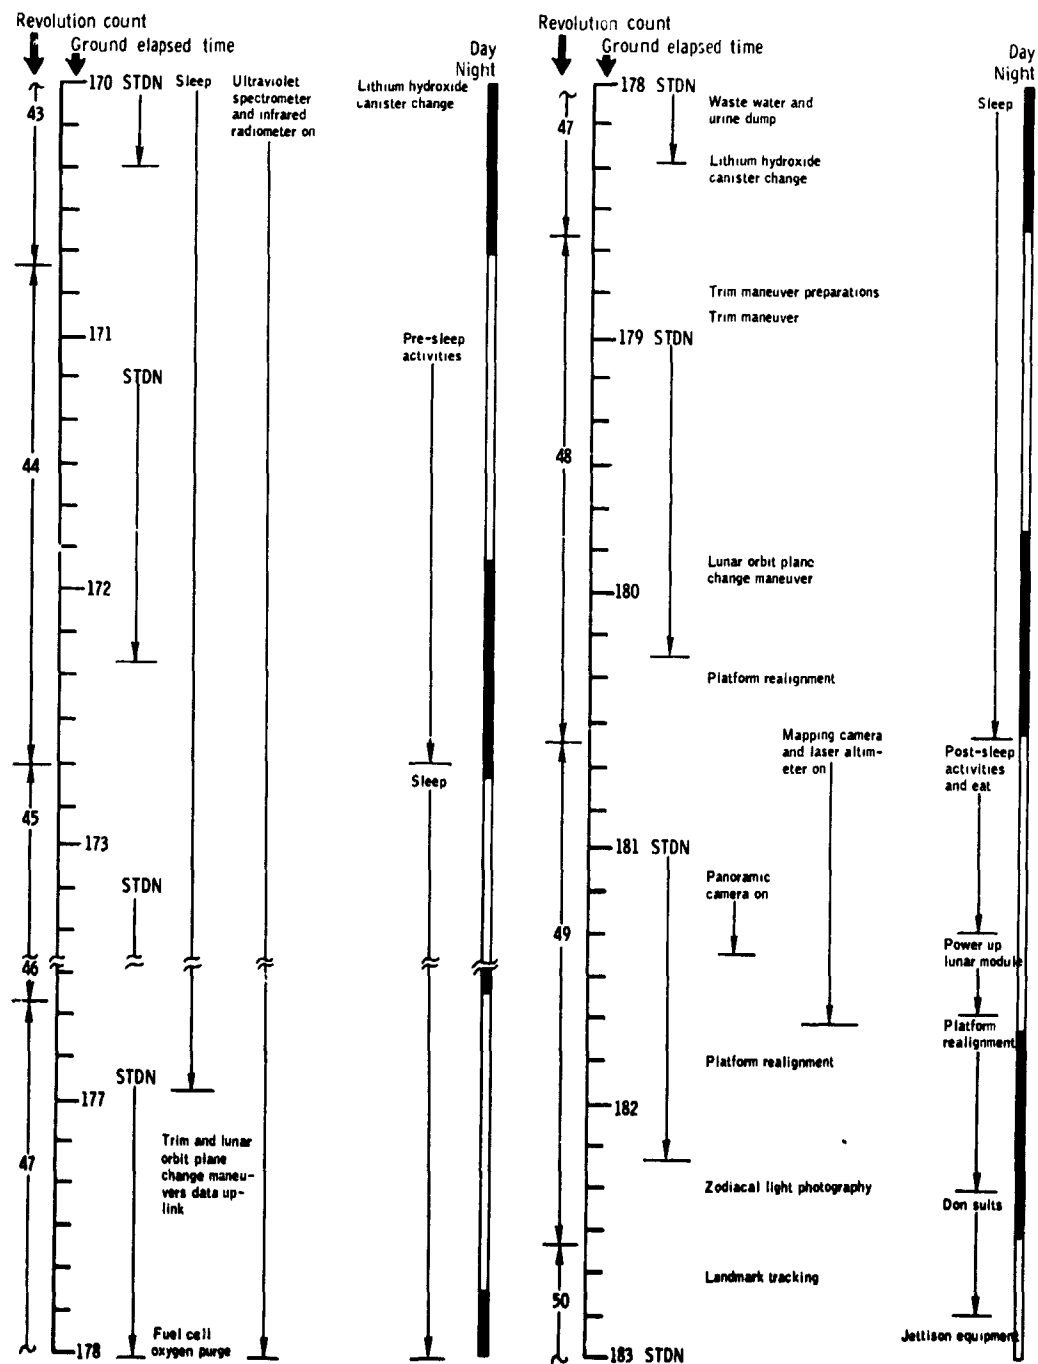 Revolution count
Ground elapsed time
Day
Night
170 STDN
Sleep
Ultraviolet
spectrometer
and infrared
radiometer on
Lithium hydroxide
canister change
43
171
Pre-sleep
activities
STDN
44
172
Sleep
45
173
STDN
46
STDN
177
Trim and lunar
orbit plane
change maneu-
vers data up-
link
47
Fuel cell
oxygen purge
178
Revolution count
Ground elapsed time
Day
Night
178 STDN
Waste water and
urine dump
Sleep
47
Lithium hydroxide
canister change
Trim maneuver preparations
Trim maneuver
179 STDN
48
Lunar orbit plane
change maneuver
180
Platform realignment
Mapping camera
and laser altim-
eter on
Post-sleep
activities
and eat
181 STDN
Panoramic
camera on
49
Power up
lunar module
Platform
realignment
Platform realignment
182
Zodiacal light photography
Don suits
Landmark tracking
50
Jettison equipment
183 STDN